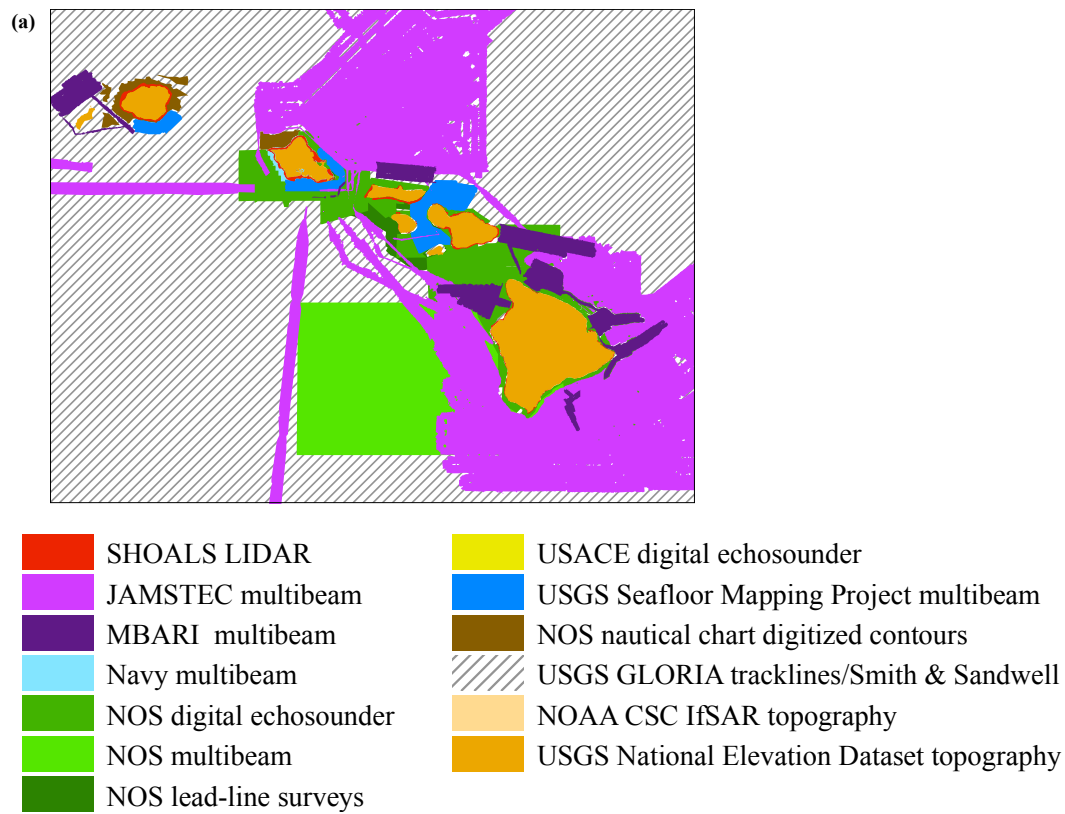 (a)
SHOALS LIDAR
JAMSTEC multibeam
MBARI multibeam
Navy multibeam
NOS digital echosounder
NOS multibeam
NOS lead-line surveys
USACE digital echosounder
USGS Seafloor Mapping Project multibeam
NOS nautical chart digitized contours
USGS GLORIA tracklines/Smith & Sandwell
NOAA CSC IfSAR topography
USGS National Elevation Dataset topography